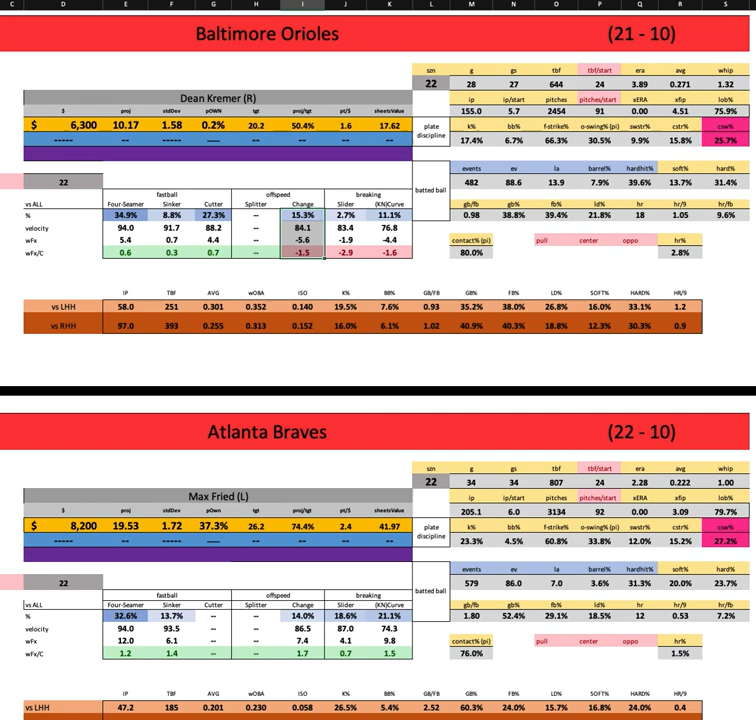 C D E F G H I J K L M N O P Q R S
Baltimore Orioles (21 - 10)
szn g gs tbf tbf/start era avg whip
22 28 27 644 24 3.89 0.271 1.32
Dean Kremer (R) ip ip/start pitches pitches/start xERA xfip lob%
$ proj stdDev pOWN tgt proj/tgt pt/$ sheetsValue 155.0 5.7 2454 91 0.00 4.51 75.9%
$ 6,300 10.17 1.58 0.2% 20.2 50.4% 1.6 17.62 plate discipline k% bb% f-strike% o-swing% (pi) swstr% cstr% csw%
----- -- -- ---- -- -- -- -- 17.4% 6.7% 66.3% 30.5% 9.9% 15.8% 25.7%
events ev la barrel% hardhit% soft% hard%
22 batted ball 482 88.6 13.9 7.9% 39.6% 13.7% 31.4%
fastball offspeed breaking
vs ALL Four-Seamer Sinker Cutter Splitter Change Slider (KN)Curve gb/fb gb% fb% ld% hr hr/9 hr/fb
% 34.9% 8.8% 27.3% -- 15.3% 2.7% 11.1% 0.98 38.8% 39.4% 21.8% 18 1.05 9.6%
velocity 94.0 91.7 88.2 -- 84.1 83.4 76.8
wFx 5.4 0.7 4.4 -- -5.6 -1.9 -4.4 contact% (pi) pull center oppo hr%
wFx/C 0.6 0.3 0.7 -- -1.5 -2.9 -1.6 80.0% 2.8%
IP TBF AVG wOBA ISO K% BB% GB/FB GB% FB% LD% SOFT% HARD% HR/9
vs LHH 58.0 251 0.301 0.352 0.140 19.5% 7.6% 0.93 35.2% 38.0% 26.8% 16.0% 33.1% 1.2
vs RHH 97.0 393 0.255 0.313 0.152 16.0% 6.1% 1.02 40.9% 40.3% 18.8% 12.3% 30.3% 0.9
Atlanta Braves (22 - 10)
szn g gs tbf tbf/start era avg whip
22 34 34 807 24 2.28 0.222 1.00
Max Fried (L) ip ip/start pitches pitches/start xERA xfip lob%
$ proj stdDev pOwn tgt proj/tgt pt/$ sheetsValue 205.1 6.0 3134 92 0.00 3.09 79.7%
$ 8,200 19.53 1.72 37.3% 26.2 74.4% 2.4 41.97 plate discipline k% bb% f-strike% o-swing% (pi) swstr% cstr% csw%
----- -- -- ---- -- -- -- -- 23.3% 4.5% 60.8% 33.8% 12.0% 15.2% 27.2%
events ev la barrel% hardhit% soft% hard%
22 batted ball 579 86.0 7.0 3.6% 31.3% 20.0% 23.7%
fastball offspeed breaking
vs ALL Four-Seamer Sinker Cutter Splitter Change Slider (KN)Curve gb/fb gb% fb% ld% hr hr/9 hr/fb
% 32.6% 13.7% -- -- 14.0% 18.6% 21.1% 1.80 52.4% 29.1% 18.5% 12 0.53 7.2%
velocity 94.0 93.5 -- -- 86.5 87.0 74.3
wFx 12.0 6.1 -- -- 7.4 4.1 9.8 contact% (pi) pull center oppo hr%
wFx/C 1.2 1.4 -- -- 1.7 0.7 1.5 76.0% 1.5%
IP TBF AVG wOBA ISO K% BB% GB/FB GB% FB% LD% SOFT% HARD% HR/9
vs LHH 47.2 185 0.201 0.230 0.058 26.5% 5.4% 2.52 60.3% 24.0% 15.7% 16.8% 24.0% 0.4